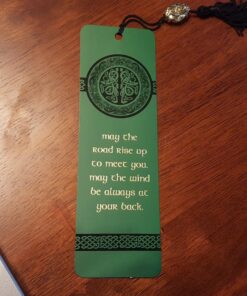 may the
road rise up
to meet you.
may the wind
be always at
your back.